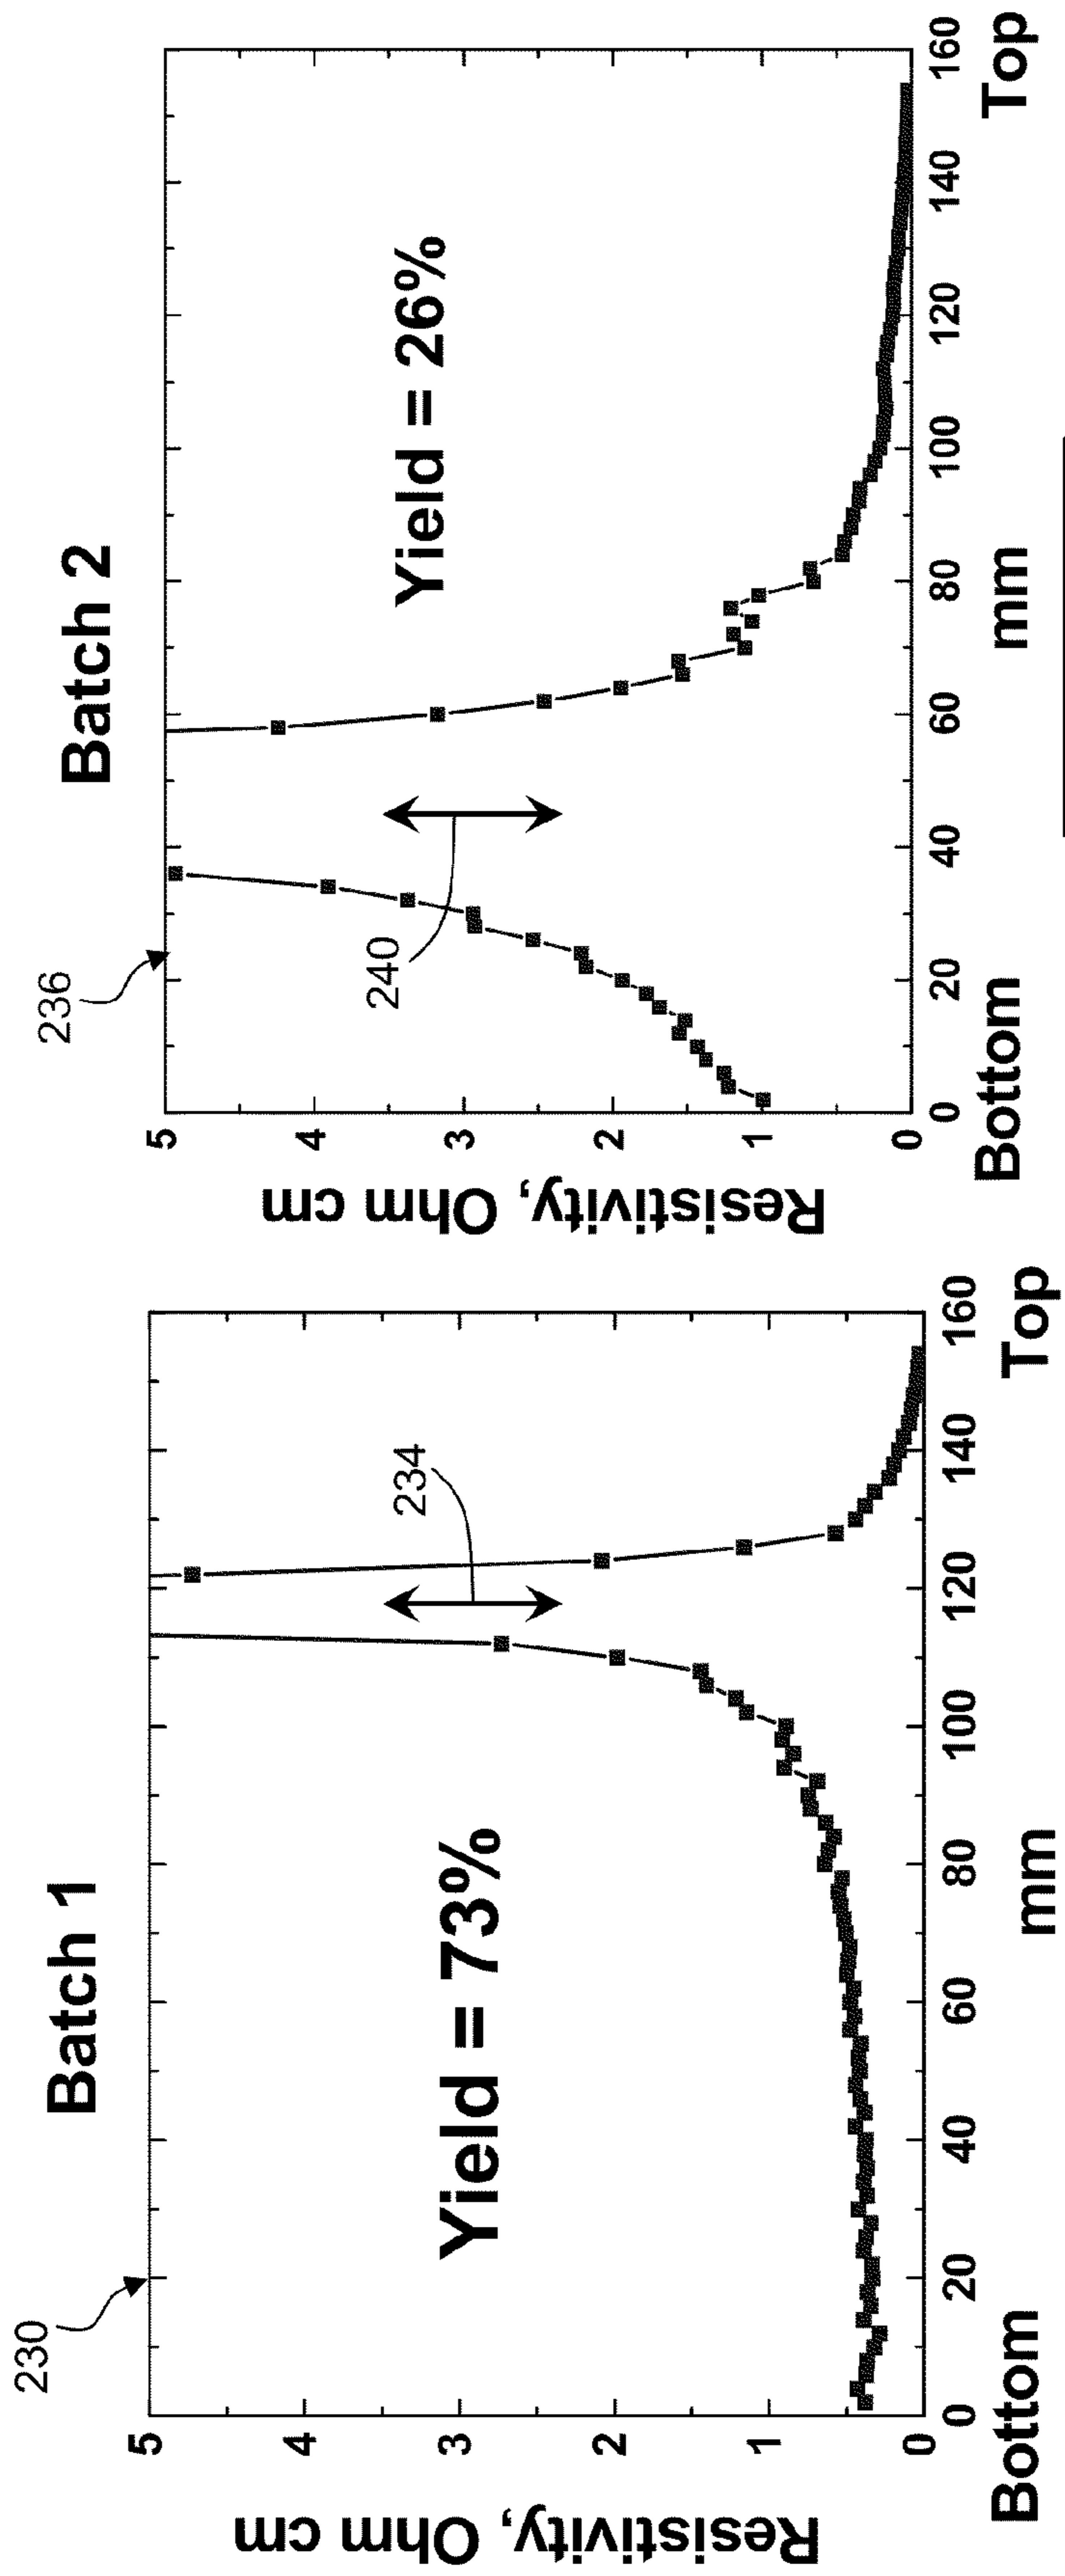 Batch 1
230
Yield = 73%
234
Resistivity, Ohm cm
5
4
3
2
1
0
0 20 40 60 80 100 120 140 160
Bottom mm Top
Batch 2
236
Yield = 26%
240
Resistivity, Ohm cm
5
4
3
2
1
0
0 20 40 60 80 100 120 140 160
Bottom mm Top